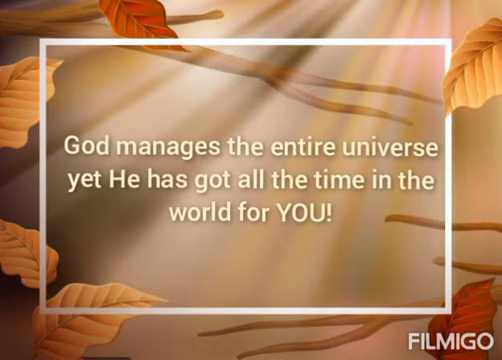 God manages the entire universe
yet He has got all the time in the
world for YOU!
FILMIGO